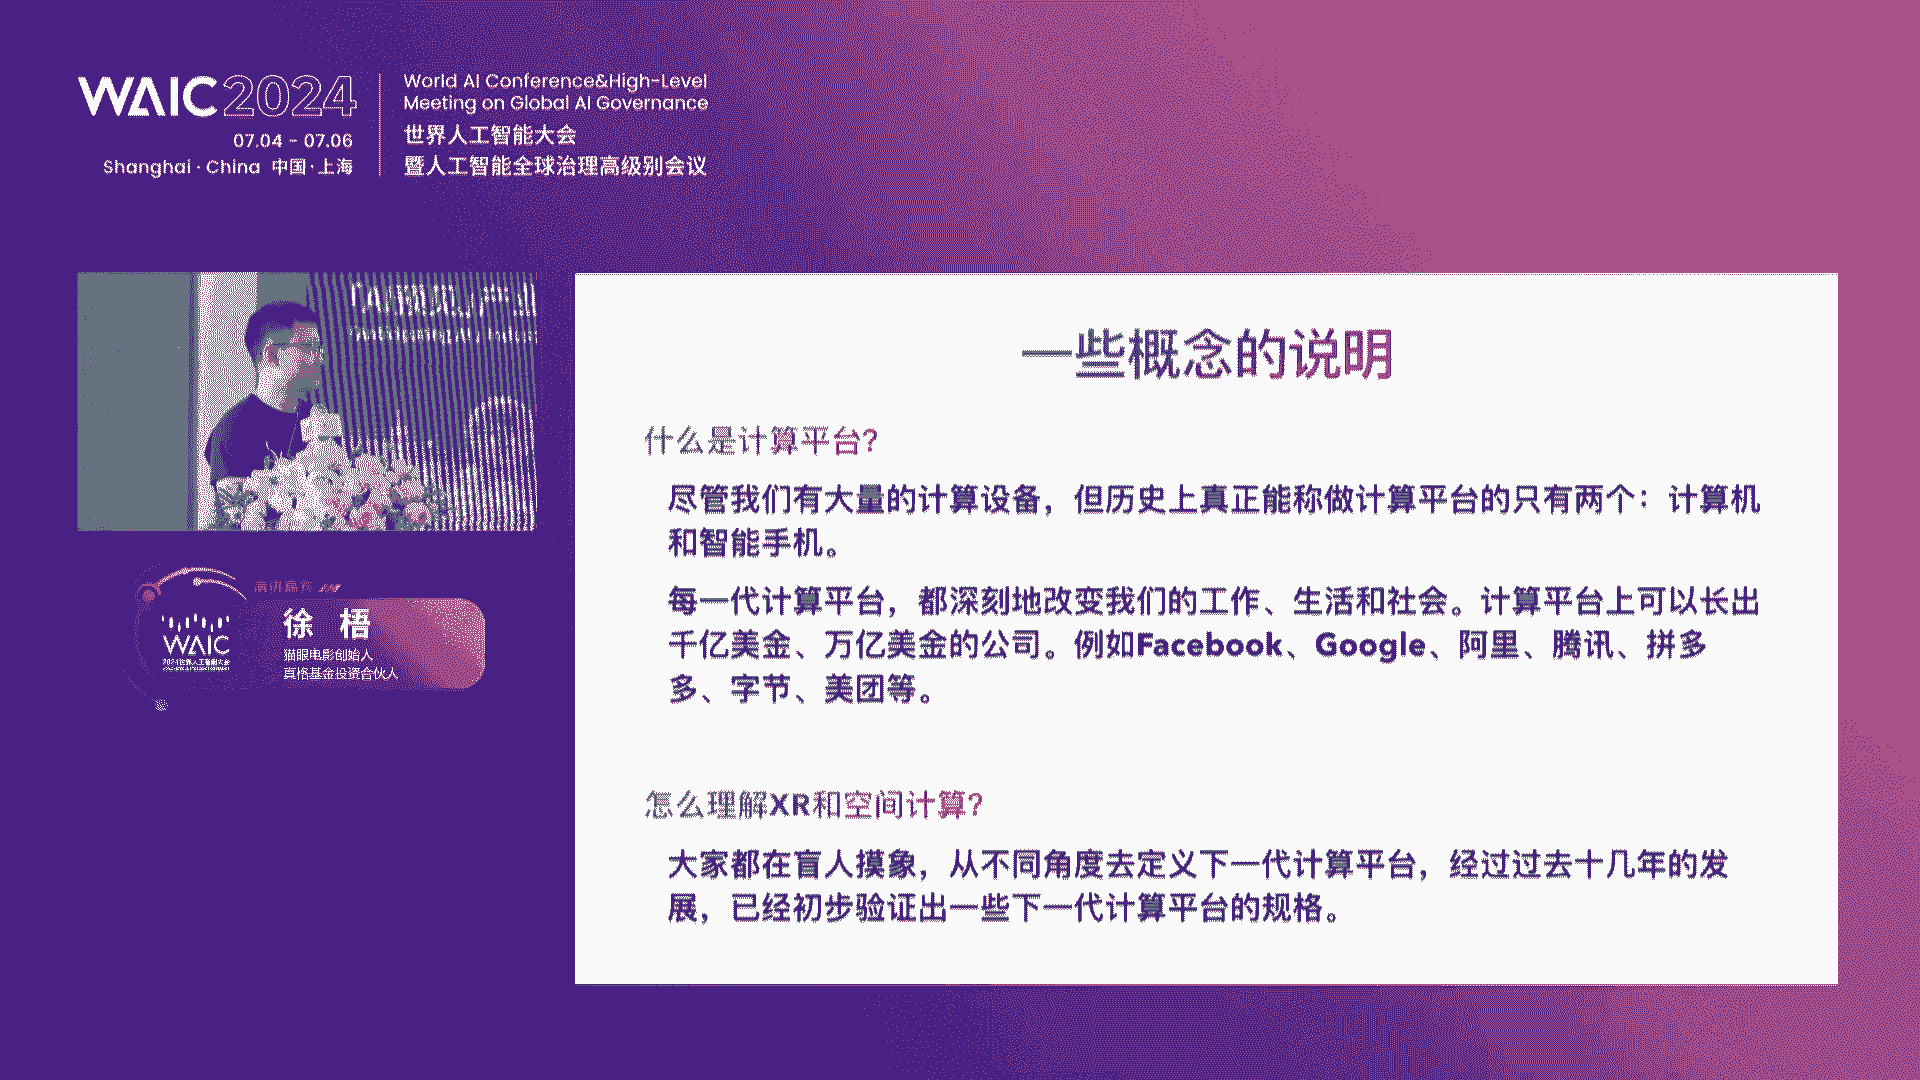 WAIC 2024
07.04 - 07.06
Shanghai · China 中国·上海
World AI Conference&High-Level
Meeting on Global AI Governance
世界人工智能大会
暨人工智能全球治理高级别会议
演讲嘉宾
WAIC
2024世界人工智能大会
徐 梧
猫眼电影创始人
真格基金投资合伙人
一些概念的说明
什么是计算平台?
尽管我们有大量的计算设备，但历史上真正能称做计算平台的只有两个：计算机
和智能手机。
每一代计算平台，都深刻地改变我们的工作、生活和社会。计算平台上可以长出
千亿美金、万亿美金的公司。例如Facebook、Google、阿里、腾讯、拼多
多、字节、美团等。
怎么理解XR和空间计算?
大家都在盲人摸象，从不同角度去定义下一代计算平台，经过过去十几年的发
展，已经初步验证出一些下一代计算平台的规格。